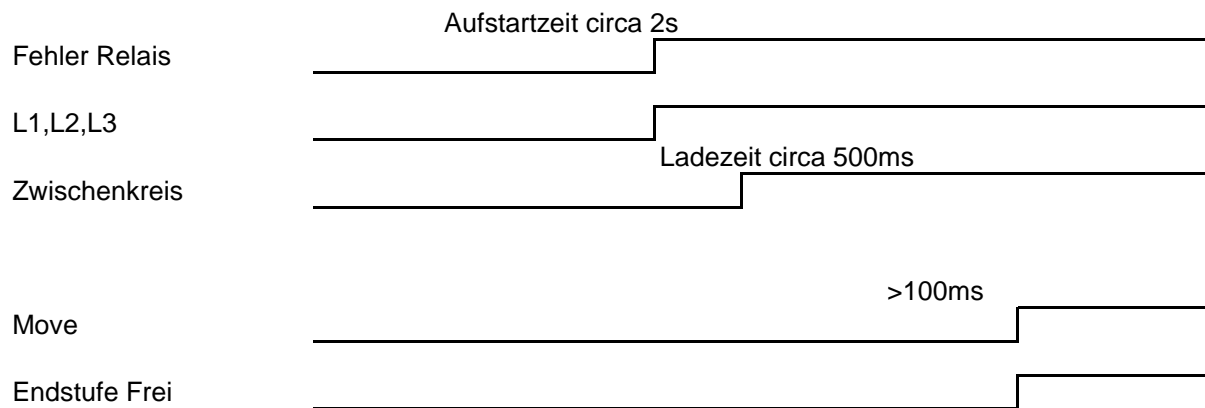 Aufstartzeit circa 2s
Fehler Relais
L1,L2,L3
Ladezeit circa 500ms
Zwischenkreis
>100ms
Move
Endstufe Frei